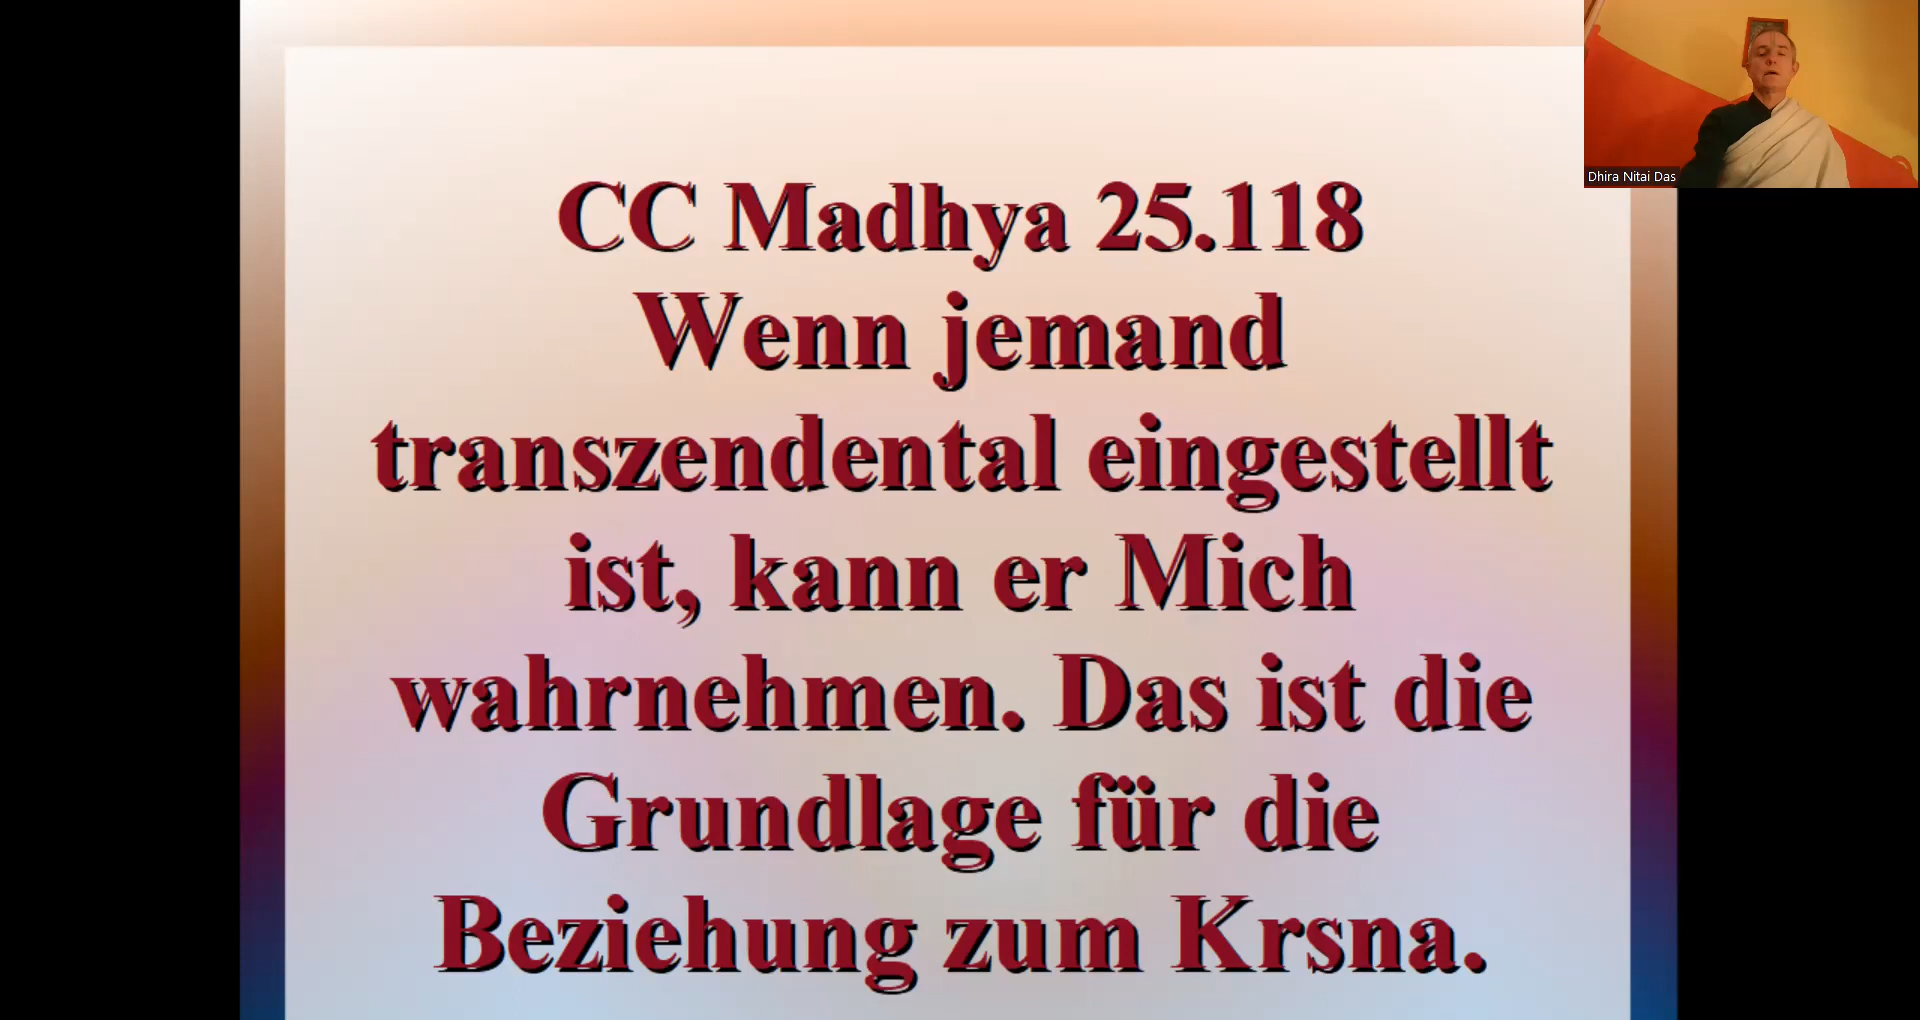 CC Madhya 25.118
Wenn jemand
transzendental eingestellt
ist, kann er Mich
wahrnehmen. Das ist die
Grundlage für die
Beziehung zum Krsna.
Dhira Nitai Das